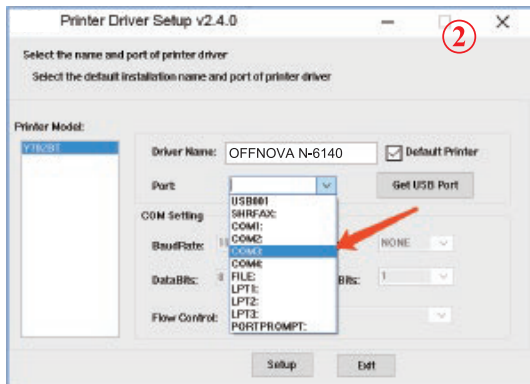 Printer Driver Setup v2.4.0
②
Select the name and port of printer driver
Select the default installation name and port of printer driver
Printer Model:
Driver Name: OFFNOVA N-6140 Default Printer
Port: Get USB Port
USB001
SHRFAX:
COM1:
COM2:
COM3:
COM4:
FILE:
LPT1:
LPT2:
LPT3:
PORTPROMPT:
COM Setting
BaudRate: NONE
DataBits: 8 Bits: 1
Flow Control:
Setup Exit